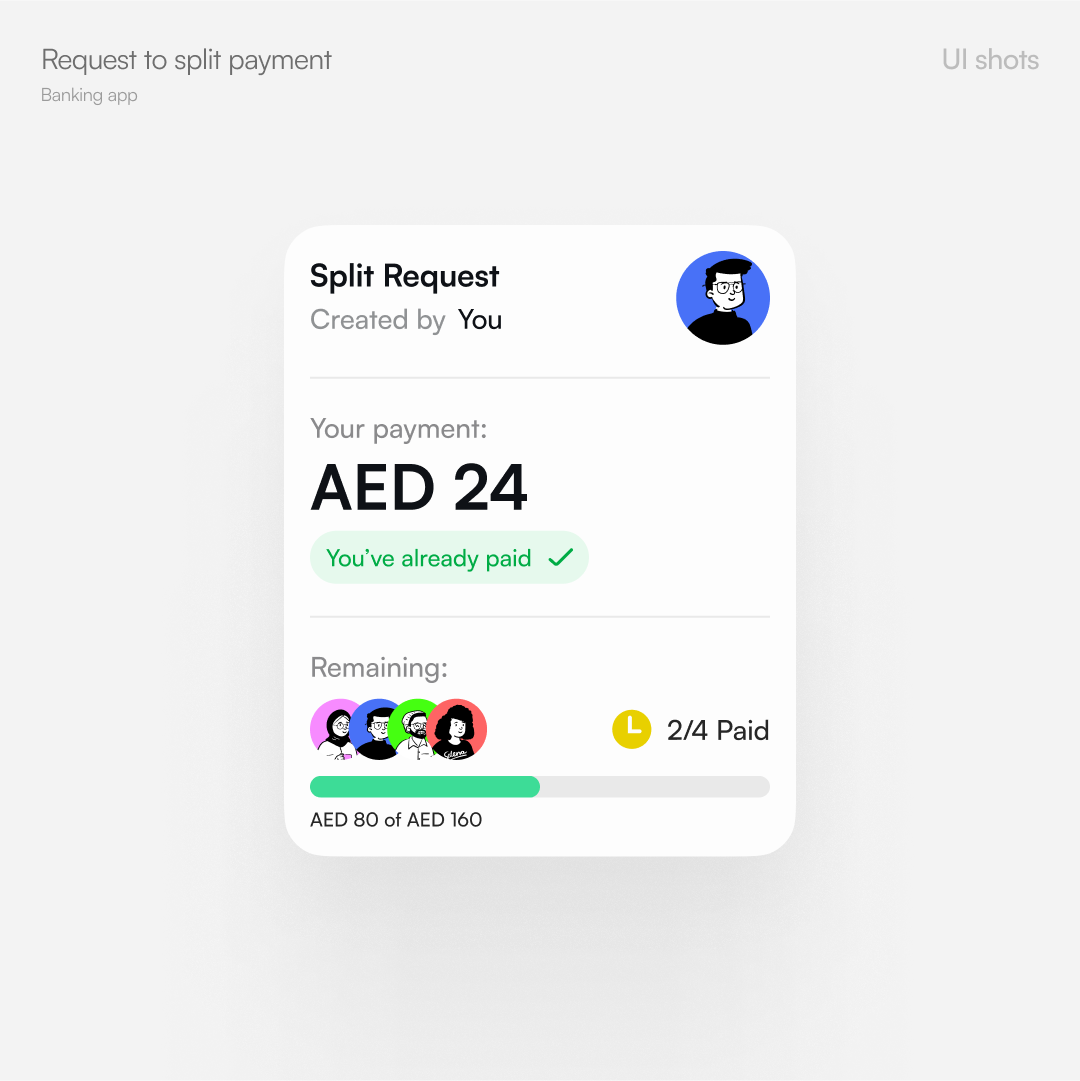 Request to split payment
UI shots
Banking app
Split Request
Created by You
Your payment:
AED 24
You’ve already paid
Remaining:
2/4 Paid
AED 80 of AED 160